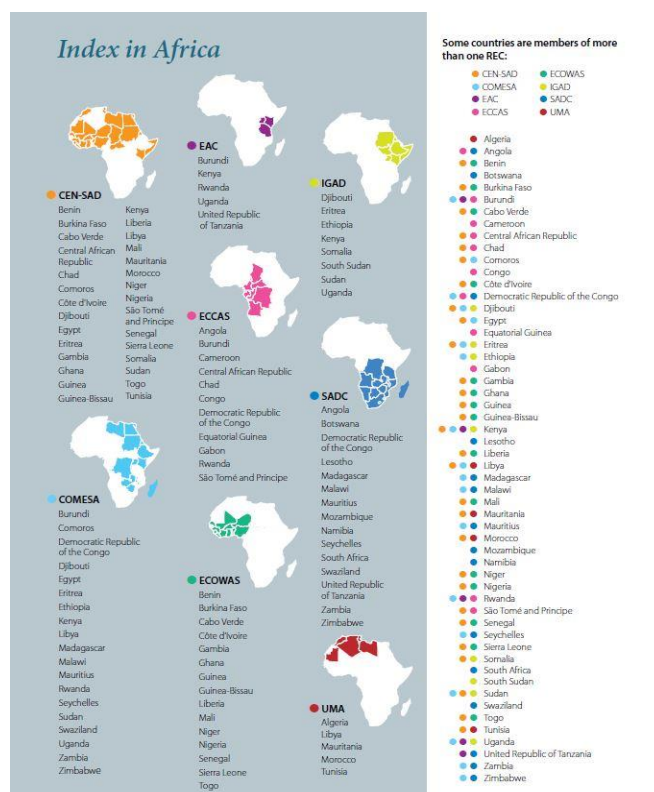 Index in Africa
CEN-SAD
Benin
Burkina Faso
Cabo Verde
Central African
Republic
Chad
Comoros
Côte d'Ivoire
Djibouti
Egypt
Eritrea
Gambia
Ghana
Guinea
Guinea-Bissau
Kenya
Liberia
Libya
Mali
Mauritania
Morocco
Niger
Nigeria
São Tomé
and Principe
Senegal
Sierra Leone
Somalia
Sudan
Togo
Tunisia
COMESA
Burundi
Comoros
Democratic Republic
of the Congo
Djibouti
Egypt
Eritrea
Ethiopia
Kenya
Libya
Madagascar
Malawi
Mauritius
Rwanda
Seychelles
Sudan
Swaziland
Uganda
Zambia
Zimbabwe
EAC
Burundi
Kenya
Rwanda
Uganda
United Republic
of Tanzania
ECCAS
Angola
Burundi
Cameroon
Central African Republic
Chad
Congo
Democratic Republic
of the Congo
Equatorial Guinea
Gabon
Rwanda
São Tomé and Principe
ECOWAS
Benin
Burkina Faso
Cabo Verde
Côte d'Ivoire
Gambia
Ghana
Guinea
Guinea-Bissau
Liberia
Mali
Niger
Nigeria
Senegal
Sierra Leone
Togo
IGAD
Djibouti
Eritrea
Ethiopia
Kenya
Somalia
South Sudan
Sudan
Uganda
SADC
Angola
Botswana
Democratic Republic
of the Congo
Lesotho
Madagascar
Malawi
Mauritius
Mozambique
Namibia
Seychelles
South Africa
Swaziland
United Republic
of Tanzania
Zambia
Zimbabwe
UMA
Algeria
Libya
Mauritania
Morocco
Tunisia
Some countries are members of more
than one REC:
CEN-SAD
COMESA
EAC
ECCAS
ECOWAS
IGAD
SADC
UMA
Algeria
Angola
Benin
Botswana
Burkina Faso
Burundi
Cabo Verde
Cameroon
Central African Republic
Chad
Comoros
Congo
Côte d'Ivoire
Democratic Republic of the Congo
Djibouti
Egypt
Equatorial Guinea
Eritrea
Ethiopia
Gabon
Gambia
Ghana
Guinea
Guinea-Bissau
Kenya
Lesotho
Liberia
Libya
Madagascar
Malawi
Mali
Mauritania
Mauritius
Morocco
Mozambique
Namibia
Niger
Nigeria
Rwanda
São Tomé and Principe
Senegal
Seychelles
Sierra Leone
Somalia
South Africa
South Sudan
Sudan
Swaziland
Togo
Tunisia
Uganda
United Republic of Tanzania
Zambia
Zimbabwe